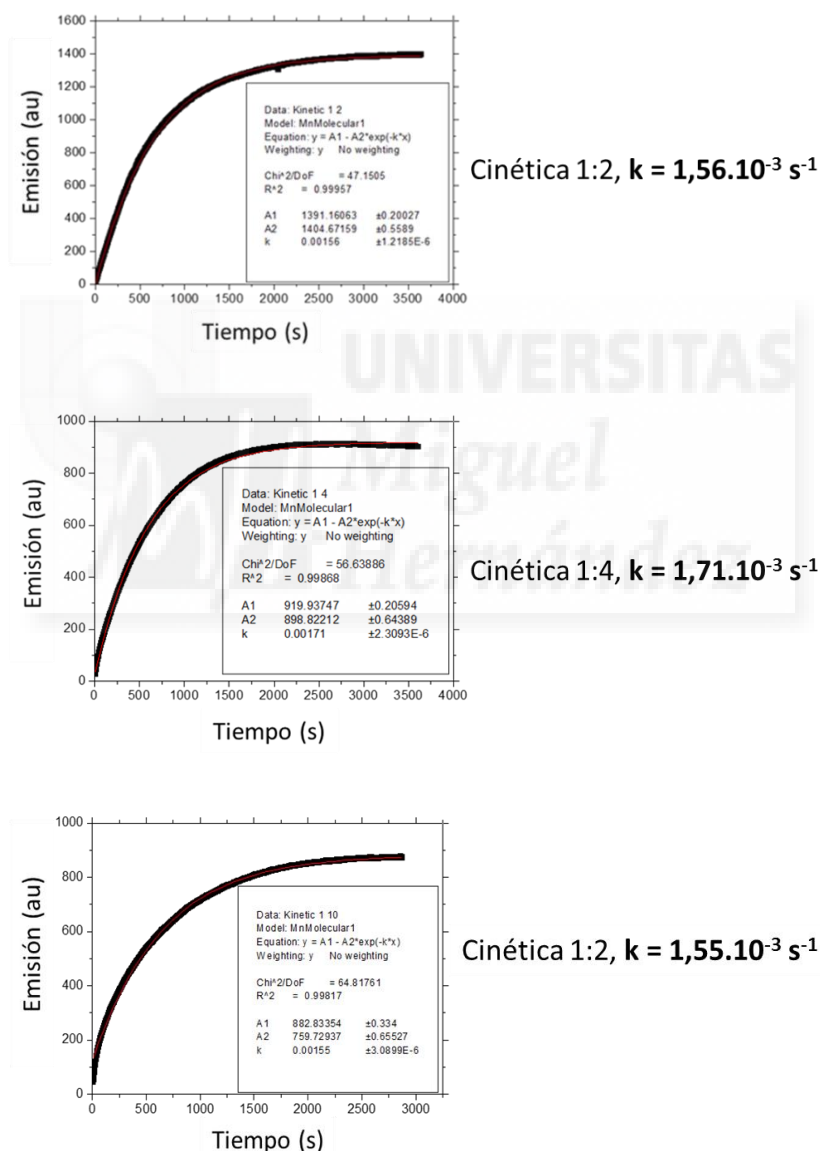 1600
1400
1200
1000
800
600
400
200
0
Emisión (au)
Data: Kinetic 1 2
Model: MnMolecular1
Equation: y = A1 - A2*exp(-k*x)
Weighting: y No weighting
Chi^2/DoF = 47.1505
R^2 = 0.99957
A1 1391.16063 ±0.20027
A2 1404.67159 ±0.5589
k 0.00156 ±1.2185E-6
0 500 1000 1500 2000 2500 3000 3500 4000
Tiempo (s)
Cinética 1:2, k = 1,56.10-3 s-1
UNIVERSITAS
Miguel
Hernández
1000
800
600
400
200
0
Emisión (au)
Data: Kinetic 1 4
Model: MnMolecular1
Equation: y = A1 - A2*exp(-k*x)
Weighting: y No weighting
Chi^2/DoF = 56.63886
R^2 = 0.99868
A1 919.93747 ±0.20594
A2 898.82212 ±0.64389
k 0.00171 ±2.3093E-6
0 500 1000 1500 2000 2500 3000 3500 4000
Tiempo (s)
Cinética 1:4, k = 1,71.10-3 s-1
1000
800
600
400
200
0
Emisión (au)
Data: Kinetic 1 10
Model: MnMolecular1
Equation: y = A1 - A2*exp(-k*x)
Weighting: y No weighting
Chi^2/DoF = 64.81761
R^2 = 0.99817
A1 882.83354 ±0.334
A2 759.72937 ±0.65527
k 0.00155 ±3.0899E-6
0 500 1000 1500 2000 2500 3000
Tiempo (s)
Cinética 1:2, k = 1,55.10-3 s-1